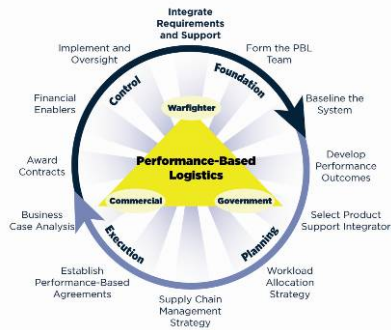 Integrate
Requirements
and Support
Form the PBL
Team
Baseline the
System
Develop
Performance
Outcomes
Select Product
Support Integrator
Workload
Allocation
Strategy
Supply Chain
Management
Strategy
Establish
Performance-Based
Agreements
Business
Case Analysis
Award
Contracts
Financial
Enablers
Implement and
Oversight
Control
Foundation
Planning
Execution
Warfighter
Performance-Based
Logistics
Commercial
Government